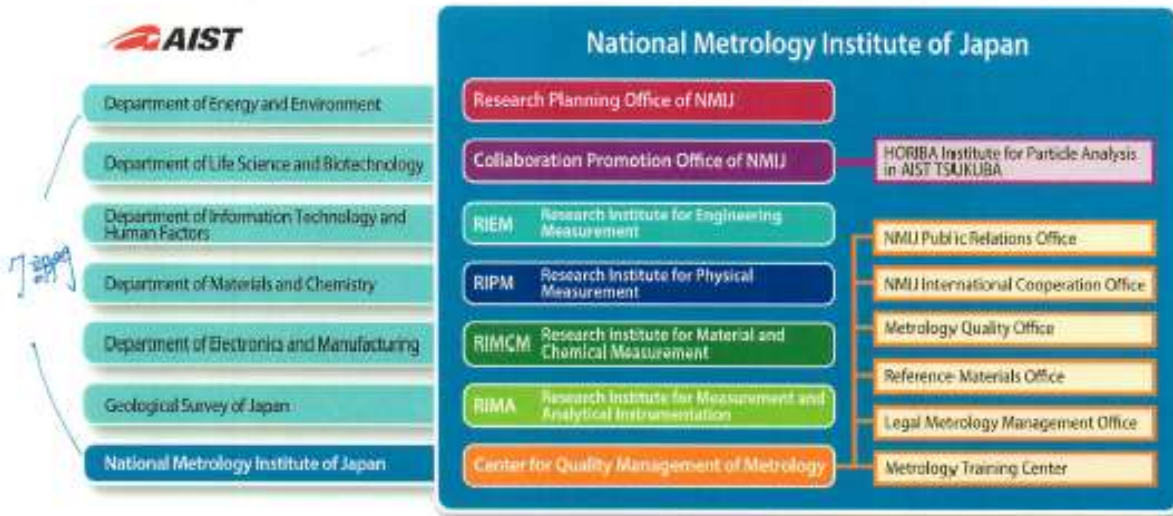 AIST
Department of Energy and Environment
Department of Life Science and Biotechnology
Department of Information Technology and
Human Factors
Department of Materials and Chemistry
Department of Electronics and Manufacturing
Geological Survey of Japan
National Metrology Institute of Japan
National Metrology Institute of Japan
Research Planning Office of NMIJ
Collaboration Promotion Office of NMIJ
HORIBA Institute for Particle Analysis
in AIST TSUKUBA
RIEM Research Institute for Engineering
Measurement
RIPM Research Institute for Physical
Measurement
RIMCM Research Institute for Material and
Chemical Measurement
RIMA Research Institute for Measurement and
Analytical Instrumentation
Center for Quality Management of Metrology
NMIJ Public Relations Office
NMIJ International Cooperation Office
Metrology Quality Office
Reference Materials Office
Legal Metrology Management Office
Metrology Training Center